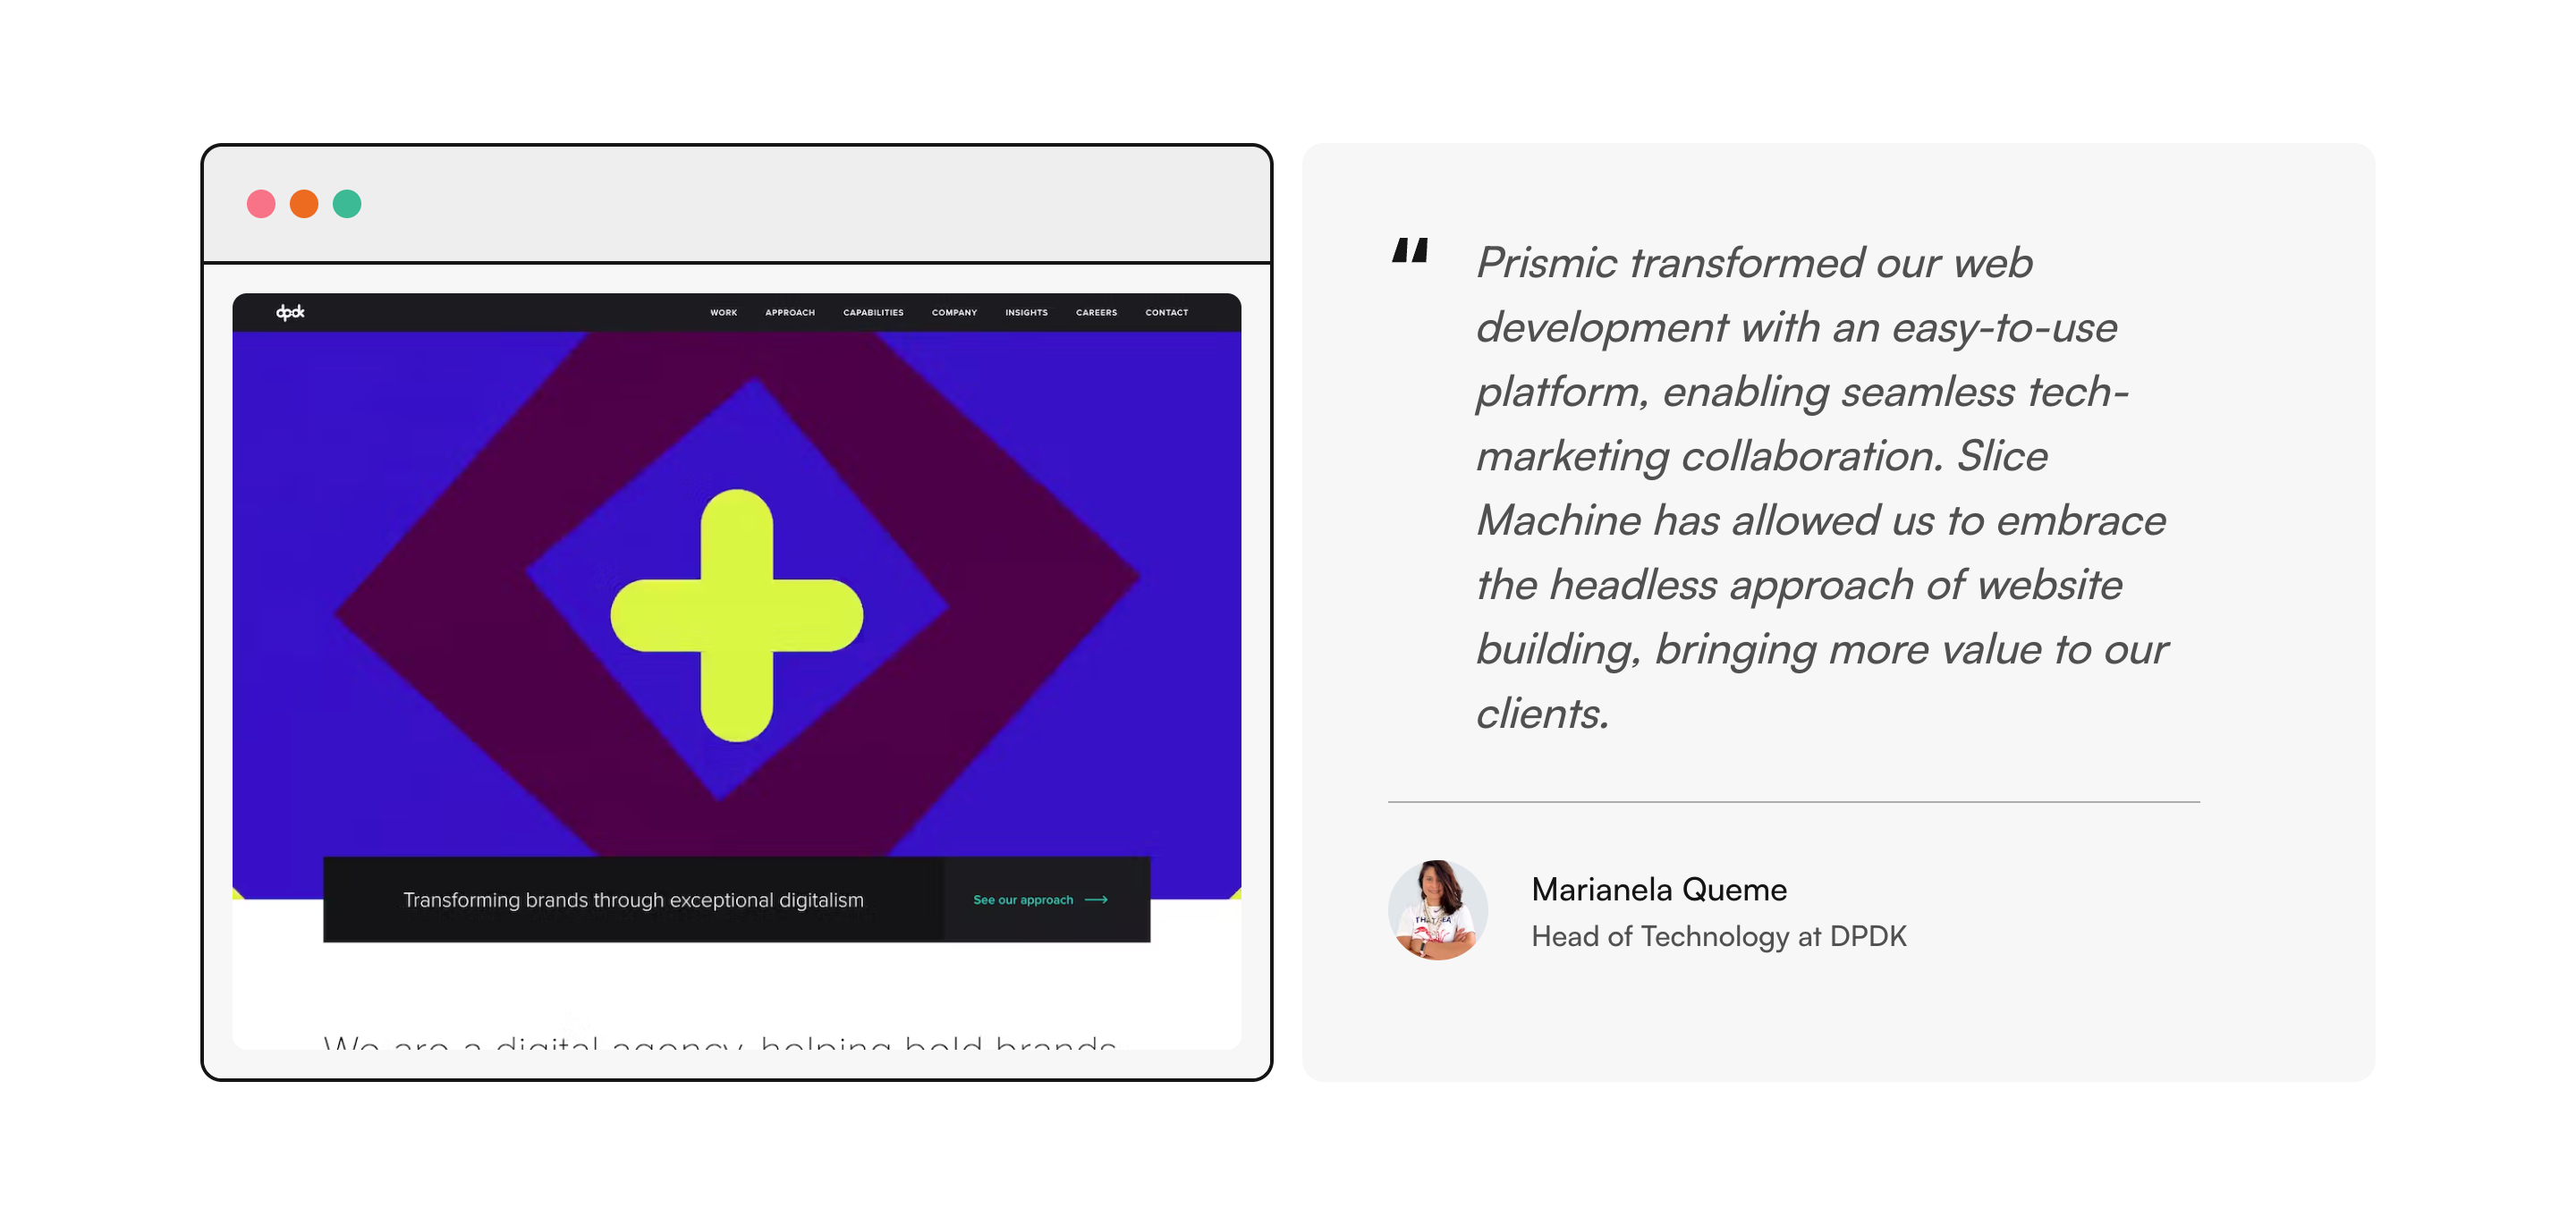 dpdk
WORK APPROACH CAPABILITIES COMPANY INSIGHTS CAREERS CONTACT
Transforming brands through exceptional digitalism
See our approach →
We are a digital agency, helping bold brands
“
Prismic transformed our web
development with an easy-to-use
platform, enabling seamless tech-
marketing collaboration. Slice
Machine has allowed us to embrace
the headless approach of website
building, bringing more value to our
clients.
Marianela Queme
Head of Technology at DPDK